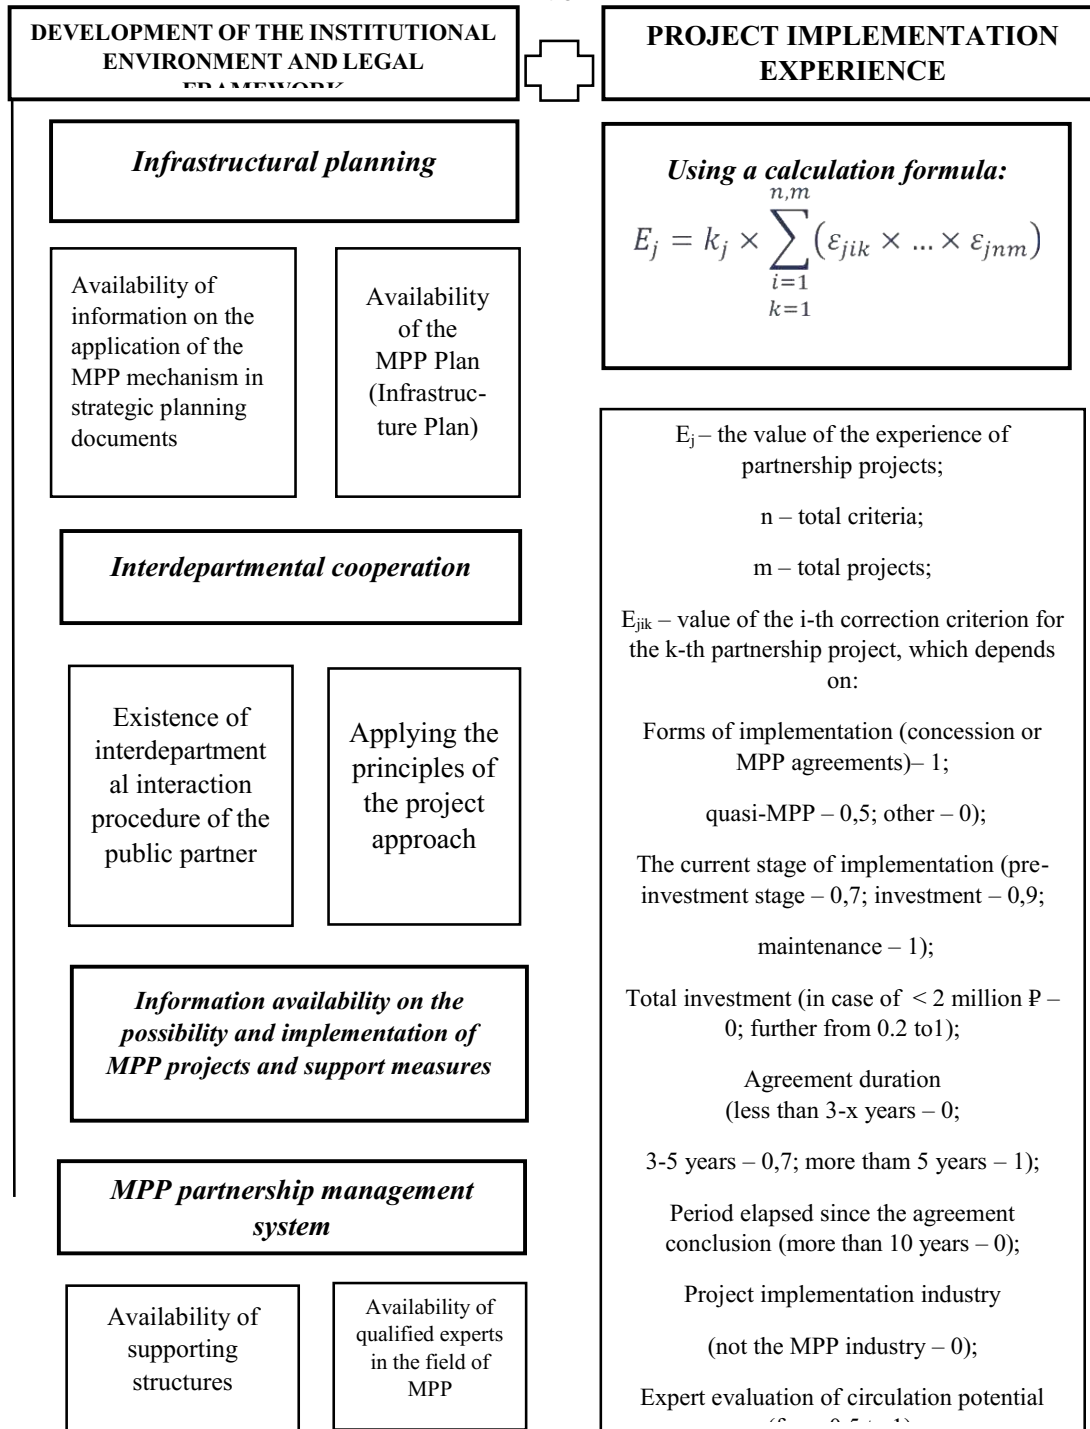 DEVELOPMENT OF THE INSTITUTIONAL
ENVIRONMENT AND LEGAL
FRAMEWORK
Infrastructural planning
Availability of
information on the
application of the
MPP mechanism in
strategic planning
documents
Availability
of the
MPP Plan
(Infrastruc-
ture Plan)
Interdepartmental cooperation
Existence of
interdepartment
al interaction
procedure of the
public partner
Applying the
principles of
the project
approach
Information availability on the
possibility and implementation of
MPP projects and support measures
MPP partnership management
system
Availability of
supporting
structures
Availability of
qualified experts
in the field of
MPP
PROJECT IMPLEMENTATION
EXPERIENCE
Using a calculation formula:
n,m
E_j = k_j × ∑(ε_jik × … × ε_jnm)
i=1
k=1
E_j – the value of the experience of
partnership projects;
n – total criteria;
m – total projects;
E_jik – value of the i-th correction criterion for
the k-th partnership project, which depends
on:
Forms of implementation (concession or
MPP agreements)– 1;
quasi-MPP – 0,5; other – 0);
The current stage of implementation (pre-
investment stage – 0,7; investment – 0,9;
maintenance – 1);
Total investment (in case of < 2 million ₽ –
0; further from 0.2 to1);
Agreement duration
(less than 3-x years – 0;
3-5 years – 0,7; more tham 5 years – 1);
Period elapsed since the agreement
conclusion (more than 10 years – 0);
Project implementation industry
(not the MPP industry – 0);
Expert evaluation of circulation potential